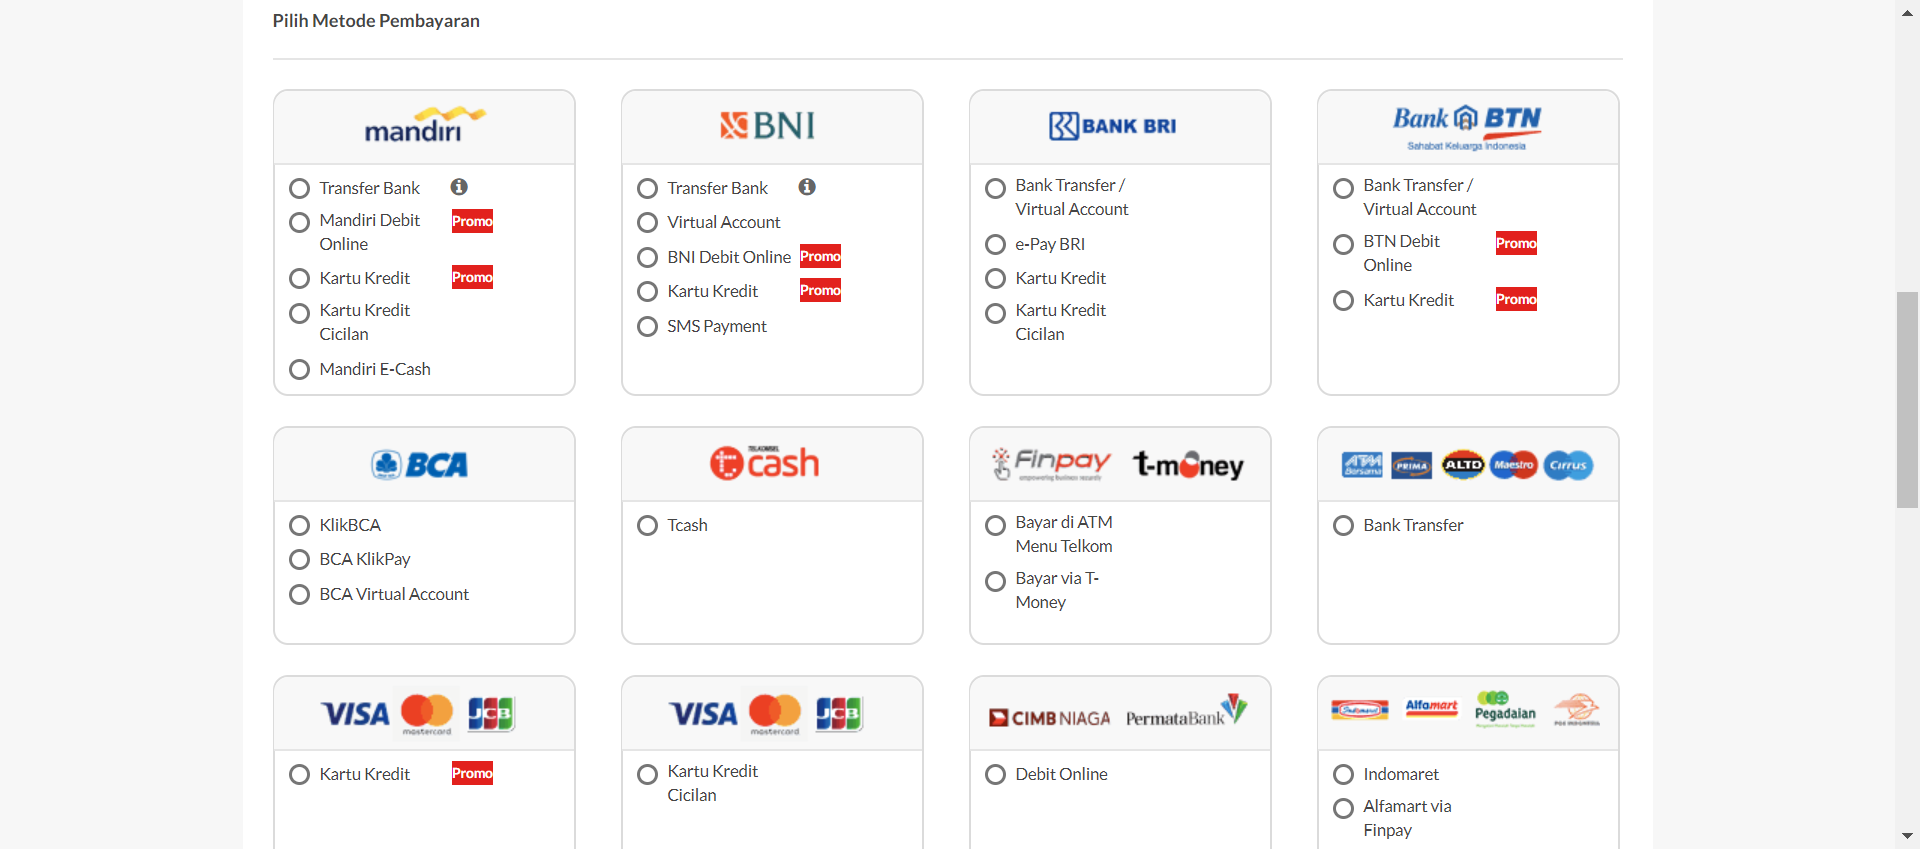 Pilih Metode Pembayaran
mandiri
Transfer Bank
Mandiri Debit Promo
Online
Kartu Kredit Promo
Kartu Kredit
Cicilan
Mandiri E-Cash
BNI
Transfer Bank
Virtual Account
BNI Debit Online Promo
Kartu Kredit Promo
SMS Payment
BANK BRI
Bank Transfer /
Virtual Account
e-Pay BRI
Kartu Kredit
Kartu Kredit
Cicilan
Bank BTN
Sahabat Keluarga Indonesia
Bank Transfer /
Virtual Account
BTN Debit Promo
Online
Kartu Kredit Promo
BCA
KlikBCA
BCA KlikPay
BCA Virtual Account
TELKOMSEL
t cash
Tcash
Finpay t-money
empowering business recurely
Bayar di ATM
Menu Telkom
Bayar via T-
Money
ATM Bersama PRIMA ALTO Maestro Cirrus
Bank Transfer
VISA mastercard JCB
Kartu Kredit Promo
VISA mastercard JCB
Kartu Kredit
Cicilan
CIMB NIAGA PermataBank
Debit Online
Indomaret Alfamart Pegadaian POS INDONESIA
Indomaret
Alfamart via
Finpay